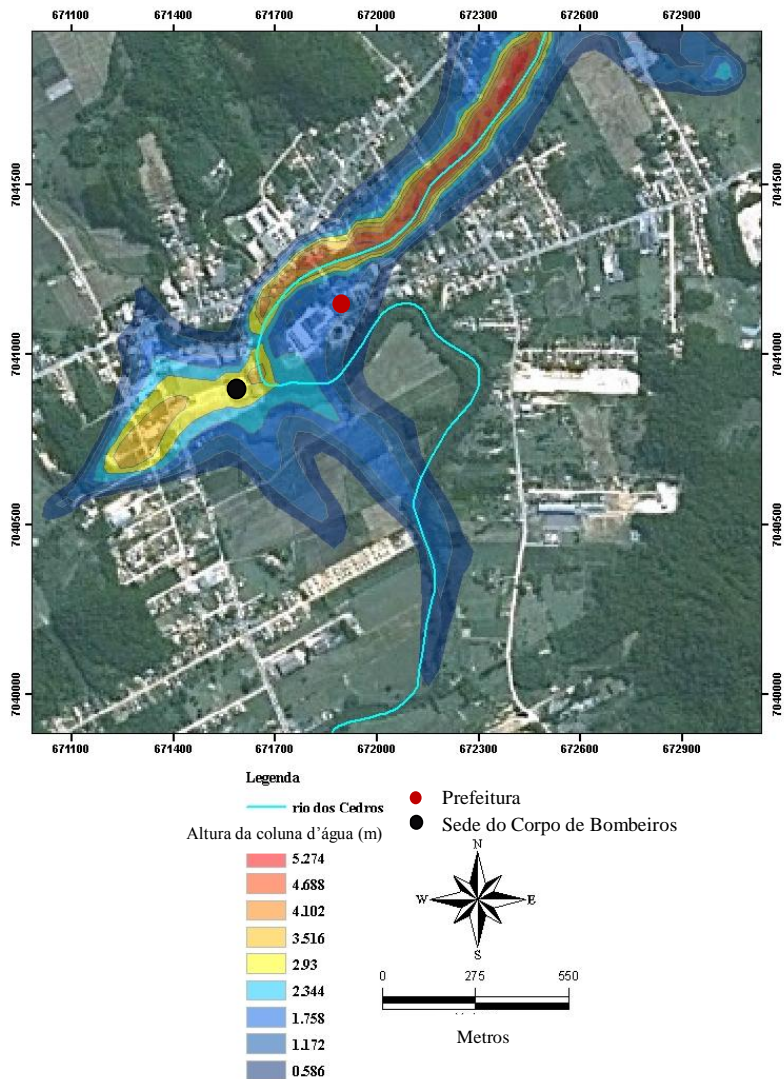 671100 671400 671700 672000 672300 672600 672900
7041500 7041500
7041000 7041000
7040500 7040500
7040000 7040000
671100 671400 671700 672000 672300 672600 672900
Legenda
rio dos Cedros
Altura da coluna d'água (m)
5.274
4.688
4.102
3.516
2.93
2.344
1.758
1.172
0.586
Prefeitura
Sede do Corpo de Bombeiros
N
W E
S
0 275 550
Metros